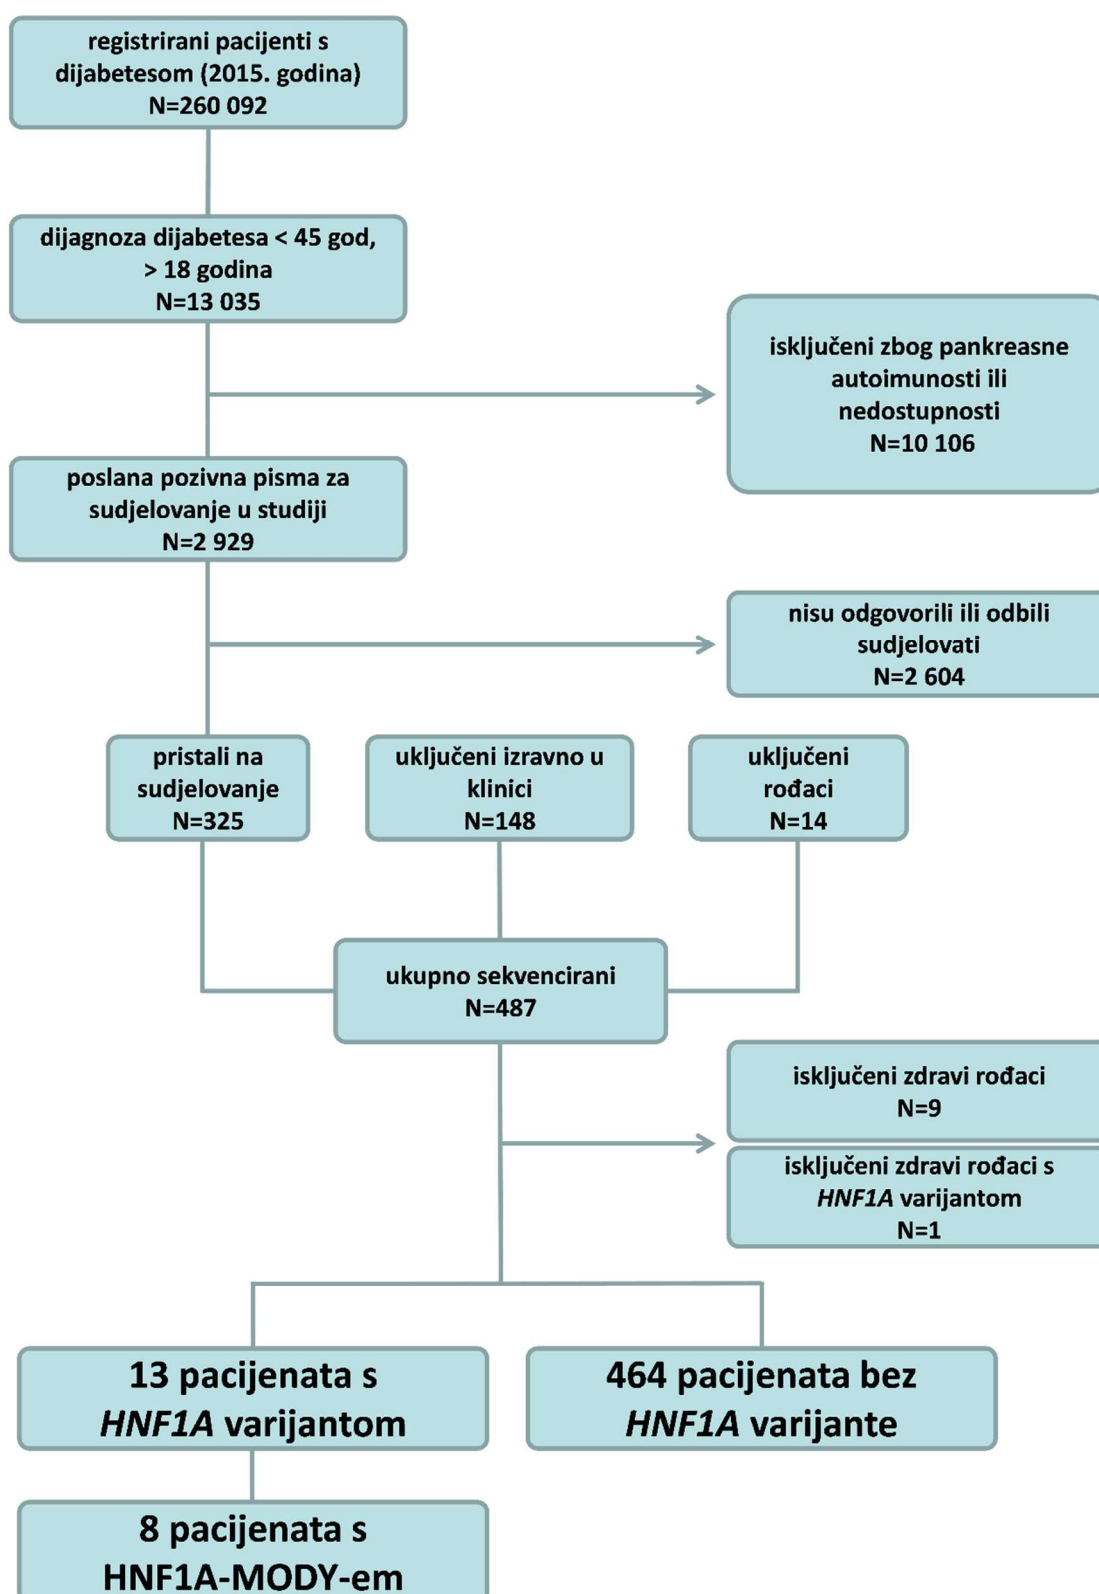 registrirani pacijenti s
dijabetesom (2015. godina)
N=260 092
dijagnoza dijabetesa < 45 god,
> 18 godina
N=13 035
isključeni zbog pankreasne
autoimunosti ili
nedostupnosti
N=10 106
poslana pozivna pisma za
sudjelovanje u studiji
N=2 929
nisu odgovorili ili odbili
sudjelovati
N=2 604
pristali na
sudjelovanje
N=325
uključeni izravno u
klinici
N=148
uključeni
rođaci
N=14
ukupno sekvencirani
N=487
isključeni zdravi rođaci
N=9
isključeni zdravi rođaci s
HNF1A varijantom
N=1
13 pacijenata s
HNF1A varijantom
464 pacijenata bez
HNF1A varijante
8 pacijenata s
HNF1A-MODY-em